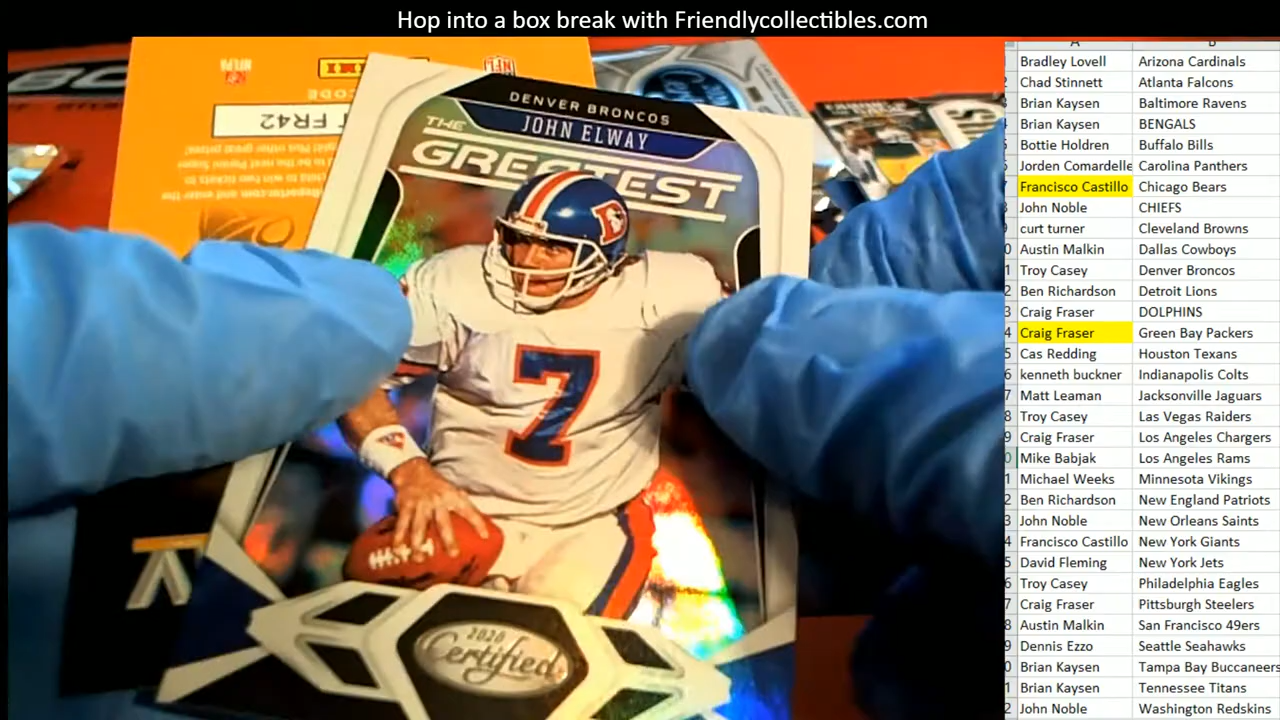 Hop into a box break with Friendlycollectibles.com
DENVER BRONCOS
JOHN ELWAY
THE
GREATEST
7
2020
Certified
NFL
CODE
T FR42
A B
Bradley Lovell Arizona Cardinals
Chad Stinnett Atlanta Falcons
Brian Kaysen Baltimore Ravens
Brian Kaysen BENGALS
Bottie Holdren Buffalo Bills
Jorden Comardelle Carolina Panthers
Francisco Castillo Chicago Bears
John Noble CHIEFS
curt turner Cleveland Browns
Austin Malkin Dallas Cowboys
Troy Casey Denver Broncos
Ben Richardson Detroit Lions
Craig Fraser DOLPHINS
Craig Fraser Green Bay Packers
Cas Redding Houston Texans
kenneth buckner Indianapolis Colts
Matt Leaman Jacksonville Jaguars
Troy Casey Las Vegas Raiders
Craig Fraser Los Angeles Chargers
Mike Babjak Los Angeles Rams
Michael Weeks Minnesota Vikings
Ben Richardson New England Patriots
John Noble New Orleans Saints
Francisco Castillo New York Giants
David Fleming New York Jets
Troy Casey Philadelphia Eagles
Craig Fraser Pittsburgh Steelers
Austin Malkin San Francisco 49ers
Dennis Ezzo Seattle Seahawks
Brian Kaysen Tampa Bay Buccaneers
Brian Kaysen Tennessee Titans
John Noble Washington Redskins